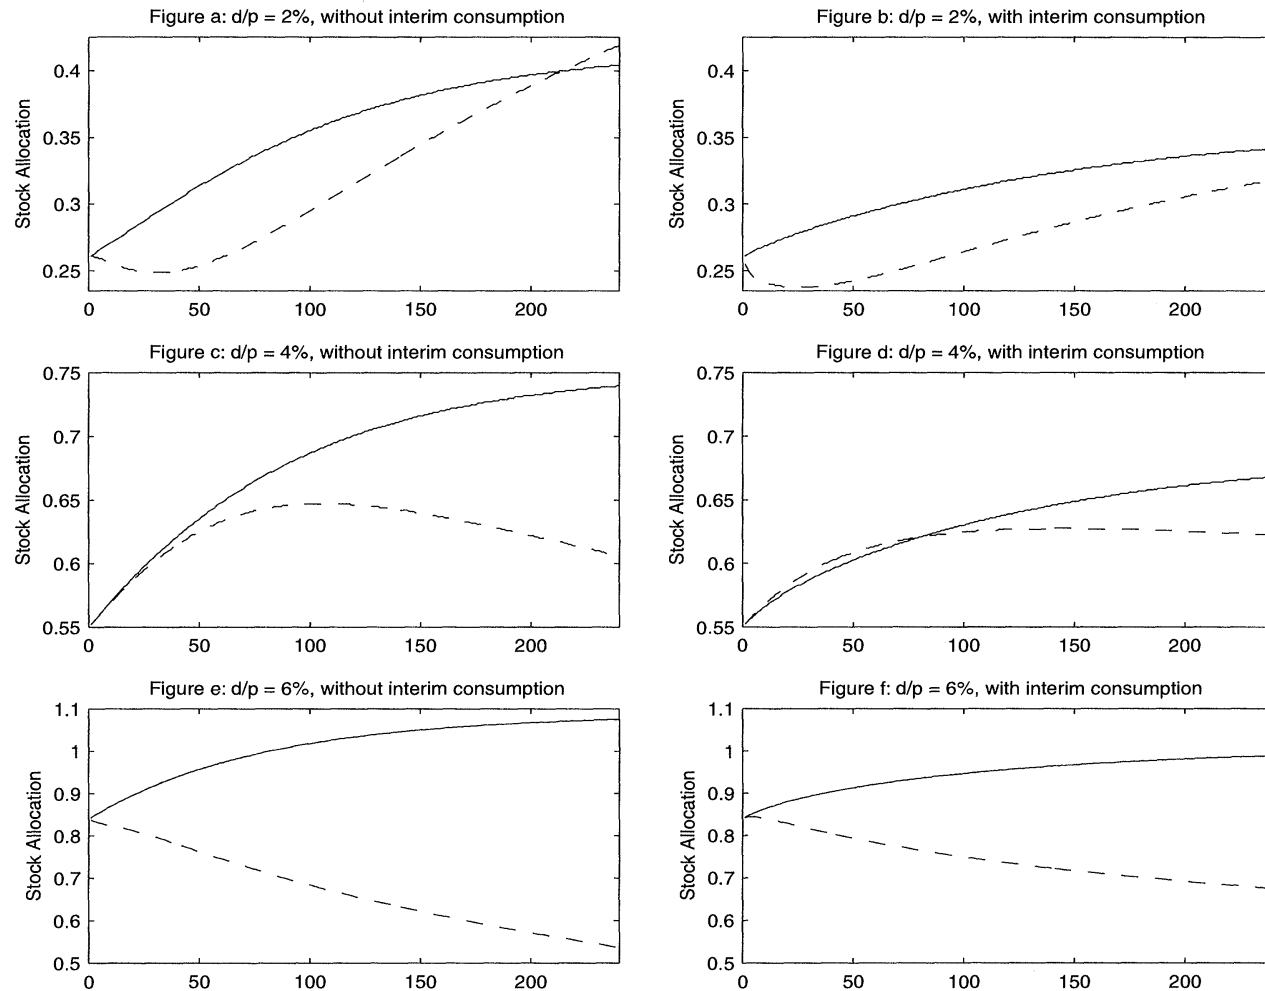 Figure a: d/p = 2%, without interim consumption
Stock Allocation
0.4
0.35
0.3
0.25
0 50 100 150 200
Figure b: d/p = 2%, with interim consumption
Stock Allocation
0.4
0.35
0.3
0.25
0 50 100 150 200
Figure c: d/p = 4%, without interim consumption
Stock Allocation
0.75
0.7
0.65
0.6
0.55
0 50 100 150 200
Figure d: d/p = 4%, with interim consumption
Stock Allocation
0.75
0.7
0.65
0.6
0.55
0 50 100 150 200
Figure e: d/p = 6%, without interim consumption
Stock Allocation
1.1
1
0.9
0.8
0.7
0.6
0.5
0 50 100 150 200
Figure f: d/p = 6%, with interim consumption
Stock Allocation
1.1
1
0.9
0.8
0.7
0.6
0.5
0 50 100 150 200